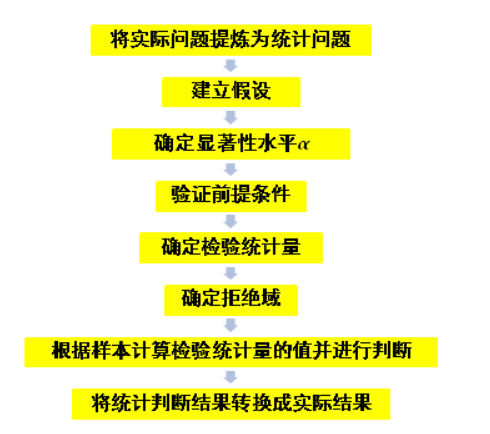 将实际问题提炼为统计问题
建立假设
确定显著性水平α
验证前提条件
确定检验统计量
确定拒绝域
根据样本计算检验统计量的值并进行判断
将统计判断结果转换成实际结果